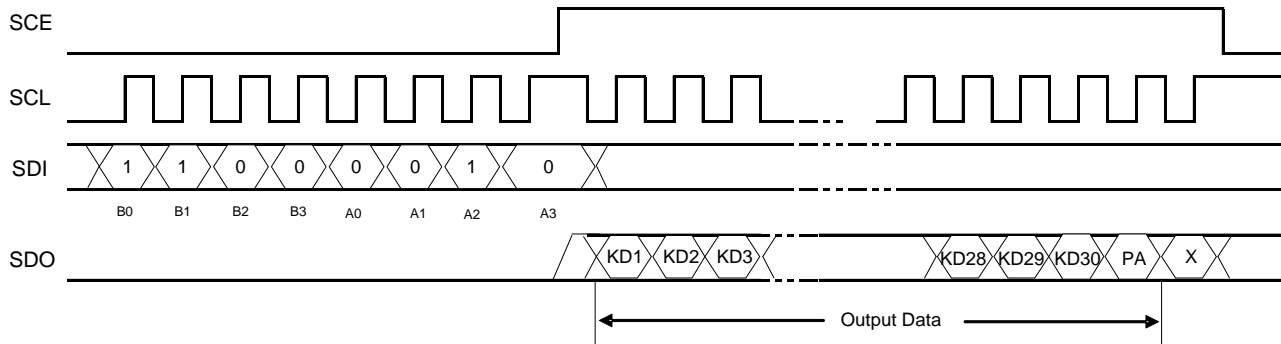 SCE
SCL
SDI 1 1 0 0 0 0 1 0
B0 B1 B2 B3 A0 A1 A2 A3
SDO KD1 KD2 KD3 KD28 KD29 KD30 PA X
Output Data